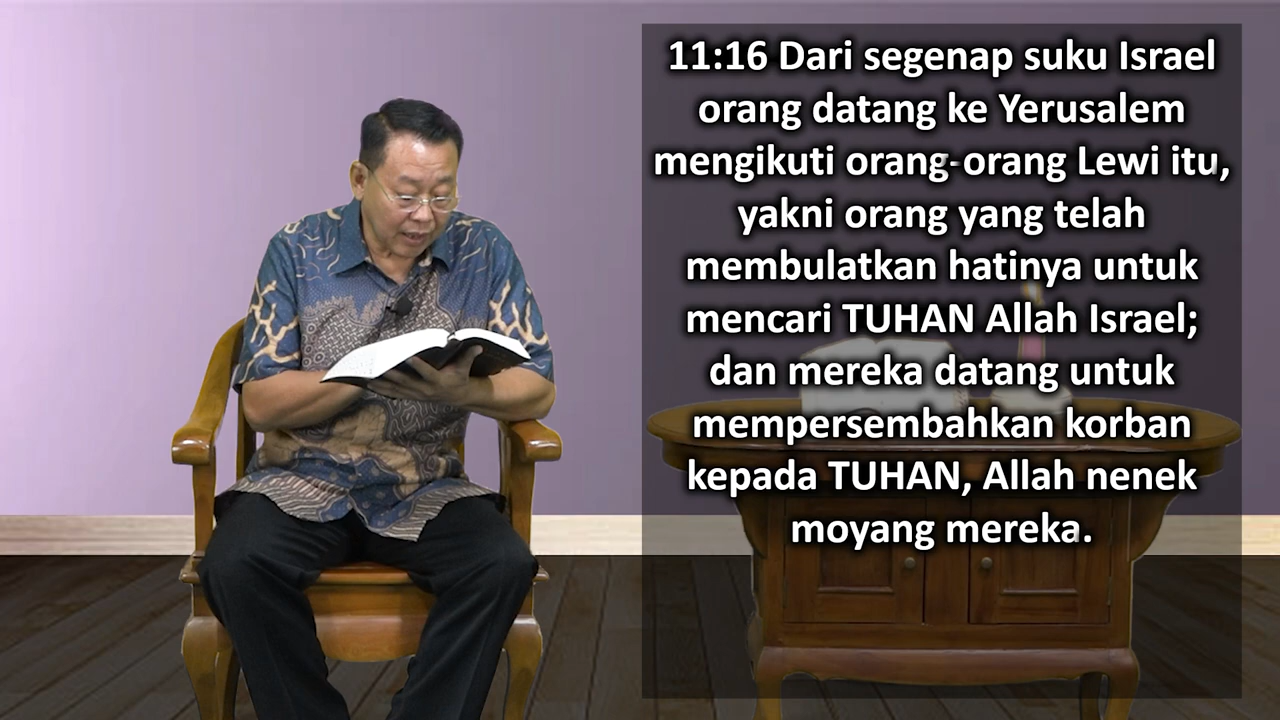 11:16 Dari segenap suku Israel
orang datang ke Yerusalem
mengikuti orang-orang Lewi itu,
yakni orang yang telah
membulatkan hatinya untuk
mencari TUHAN Allah Israel;
dan mereka datang untuk
mempersembahkan korban
kepada TUHAN, Allah nenek
moyang mereka.